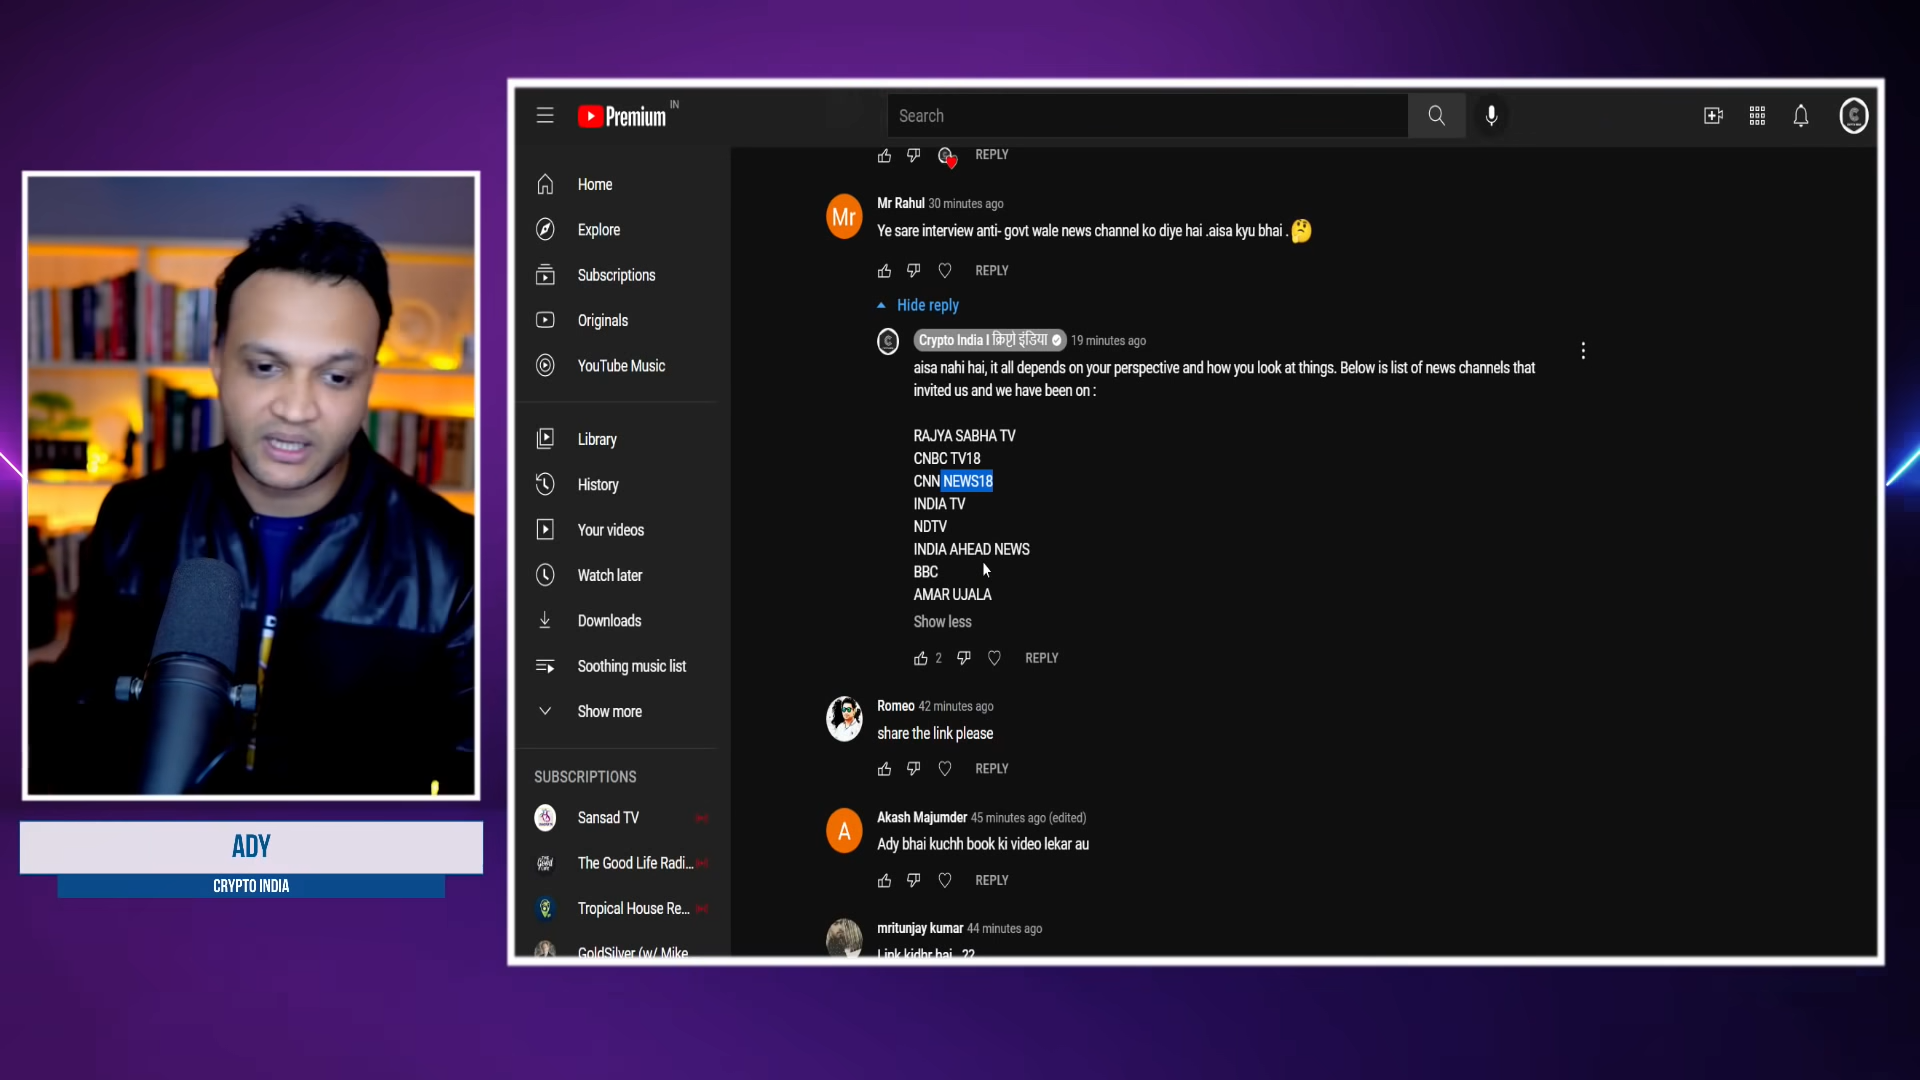 Premium IN
Search
Home
Explore
Subscriptions
Originals
YouTube Music
Library
History
Your videos
Watch later
Downloads
Soothing music list
Show more
SUBSCRIPTIONS
Sansad TV
The Good Life Radi...
Tropical House Re...
GoldSilver (w/ Mike
REPLY
Mr
Mr Rahul 30 minutes ago
Ye sare interview anti- govt wale news channel ko diye hai .aisa kyu bhai . 🤔
REPLY
Hide reply
Crypto India I क्रिप्टो इंडिया 19 minutes ago
aisa nahi hai, it all depends on your perspective and how you look at things. Below is list of news channels that
invited us and we have been on :
RAJYA SABHA TV
CNBC TV18
CNN NEWS18
INDIA TV
NDTV
INDIA AHEAD NEWS
BBC
AMAR UJALA
Show less
2 REPLY
Romeo 42 minutes ago
share the link please
REPLY
A
Akash Majumder 45 minutes ago (edited)
Ady bhai kuchh book ki video lekar au
REPLY
mritunjay kumar 44 minutes ago
Link kidhr hai...??
ADY
CRYPTO INDIA